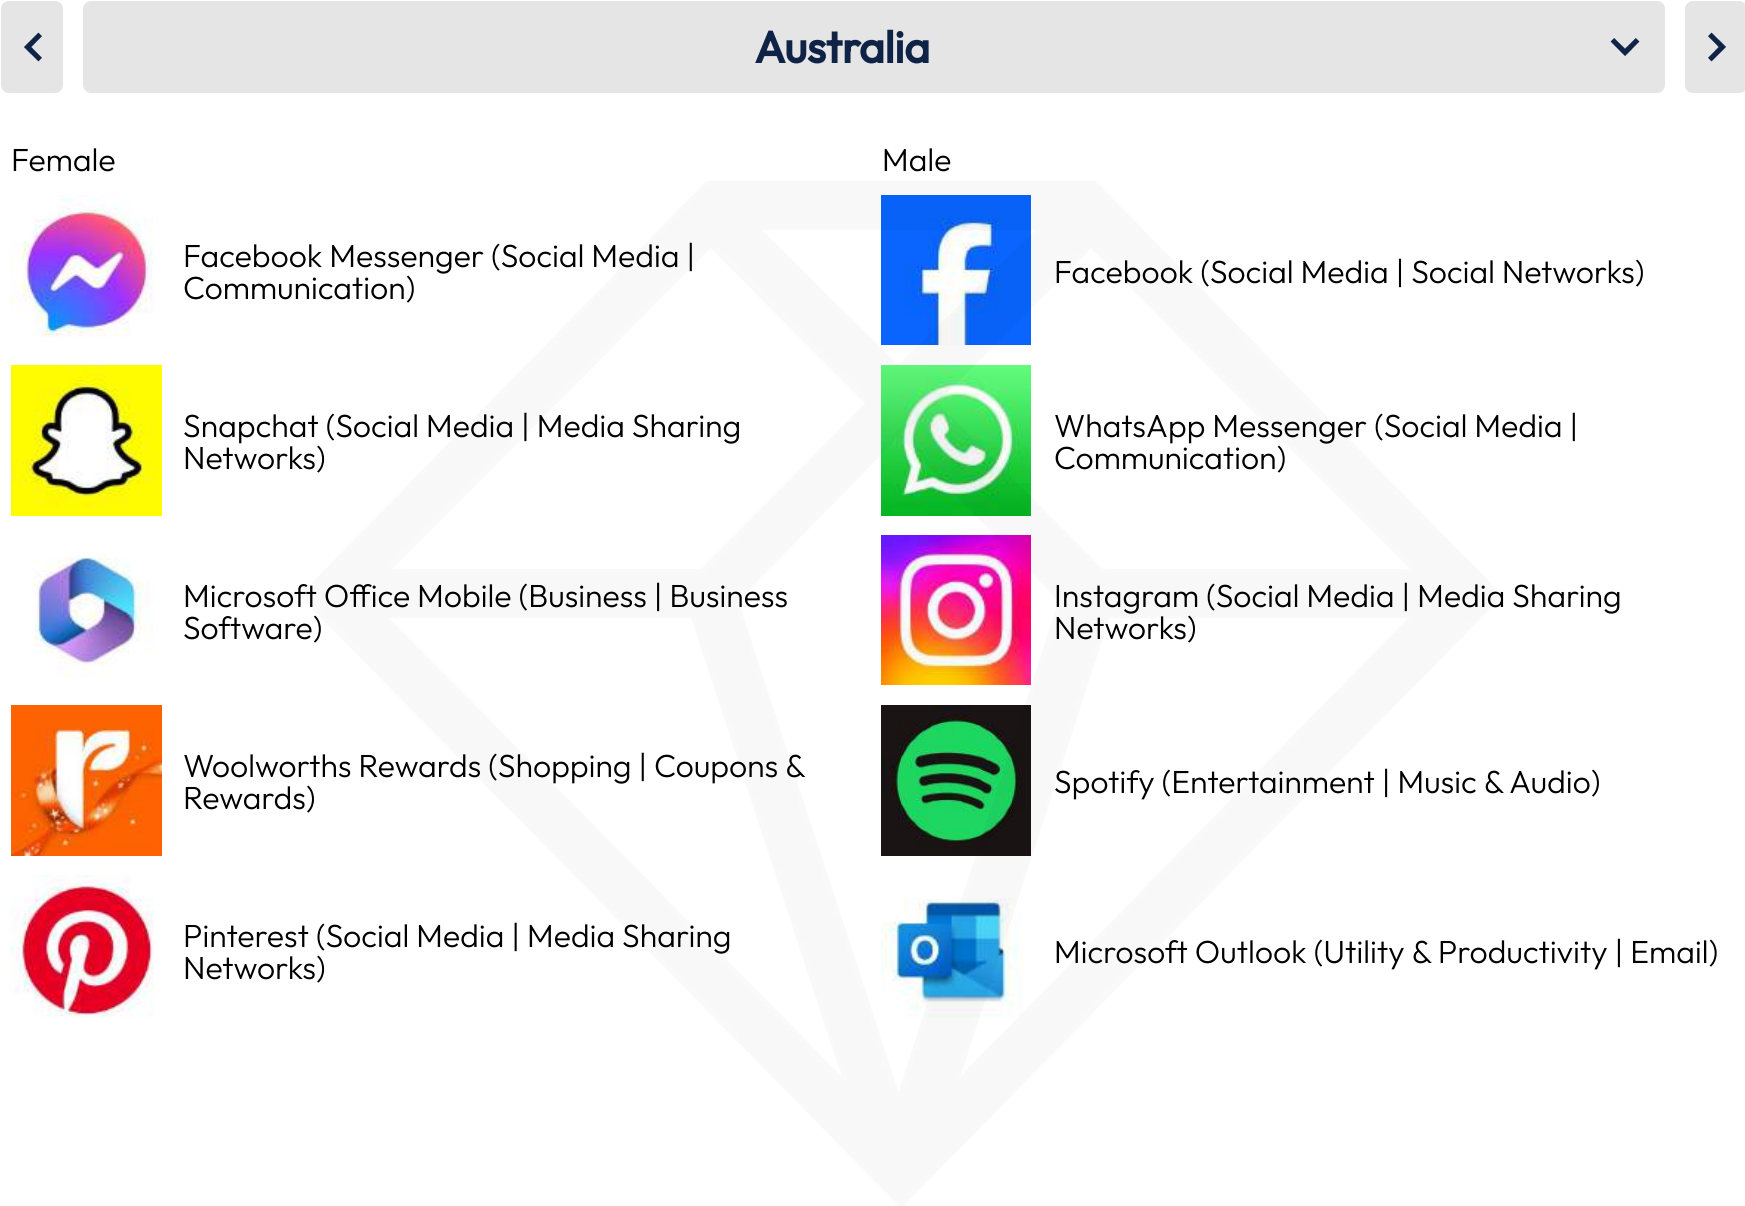 Australia
Female
Facebook Messenger (Social Media |
Communication)
Snapchat (Social Media | Media Sharing
Networks)
Microsoft Office Mobile (Business | Business
Software)
Woolworths Rewards (Shopping | Coupons &
Rewards)
Pinterest (Social Media | Media Sharing
Networks)
Male
Facebook (Social Media | Social Networks)
WhatsApp Messenger (Social Media |
Communication)
Instagram (Social Media | Media Sharing
Networks)
Spotify (Entertainment | Music & Audio)
Microsoft Outlook (Utility & Productivity | Email)